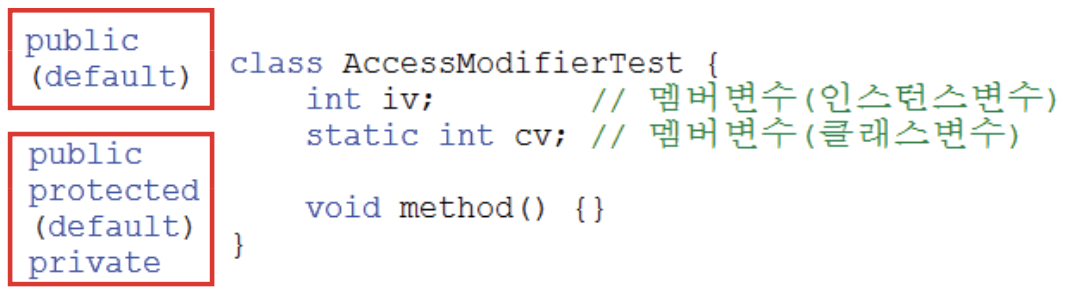 public
(default)
class AccessModifierTest {
int iv; // 멤버변수(인스턴스변수)
static int cv; // 멤버변수(클래스변수)
public
protected
(default)
private
void method() {}
}